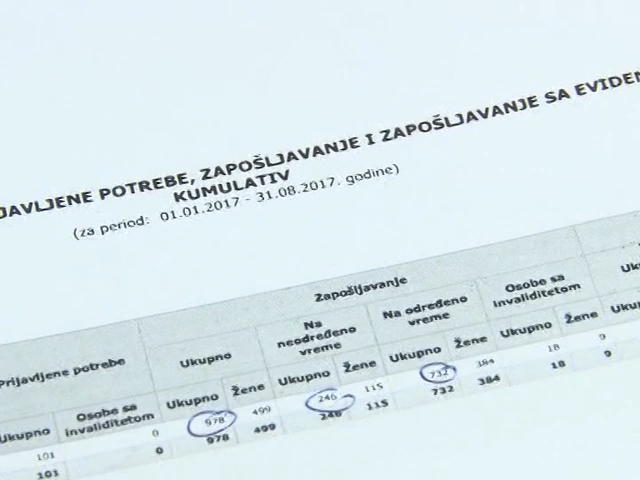 JAVLJENE POTREBE, ZAPOŠLJAVANJE I ZAPOŠLJAVANJE SA EVIDEN
KUMULATIV
(za period: 01.01.2017 - 31.08.2017. godine)
Prijavljene potrebe
Zapošljavanje
Ukupno
Na neodređeno vreme
Na određeno vreme
Osobe sa invaliditetom
Uku
Ukupno
Osobe sa invaliditetom
Ukupno Žene Ukupno Žene Ukupno Žene Ukupno Žene Ukup
101 0 978 499 246 115 732 384 18 9
101 0 978 499 246 115 732 384 18 9